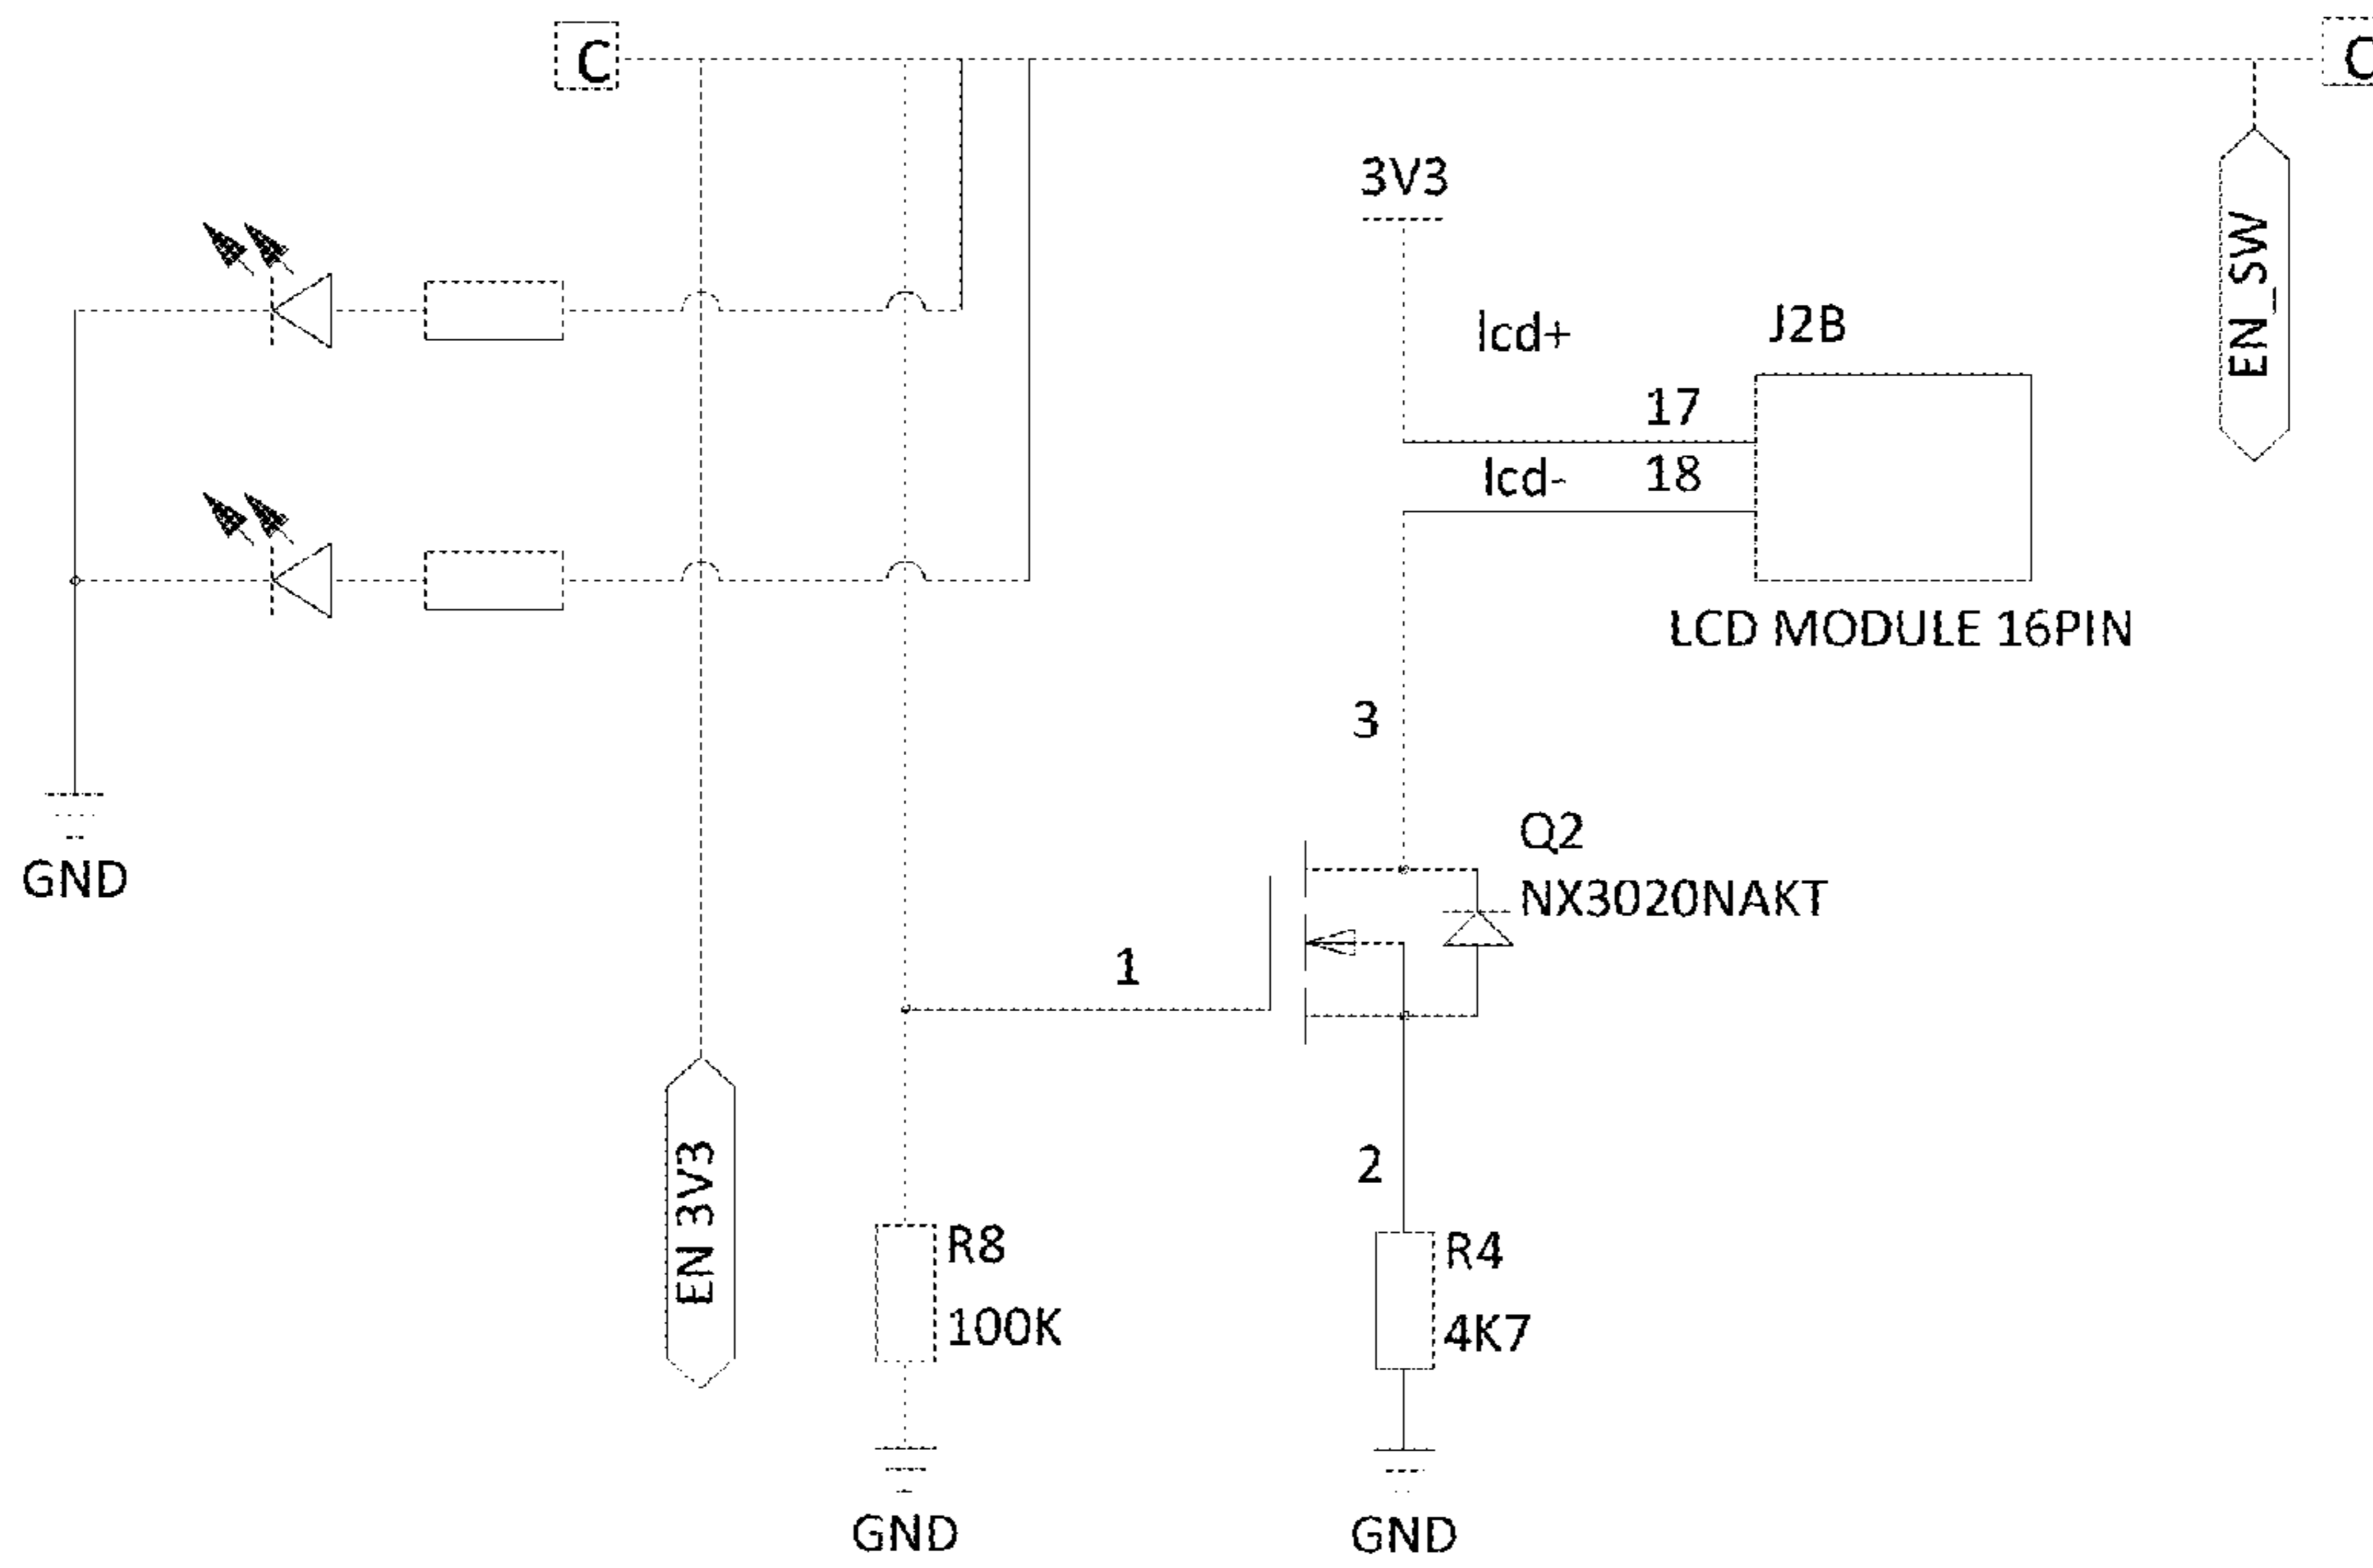 C
C
3V3
EN_SW
lcd+
J2B
17
lcd-
18
LCD MODULE 16PIN
3
Q2
NX3020NAKT
GND
1
2
EN 3V3
R8
100K
R4
4K7
GND
GND